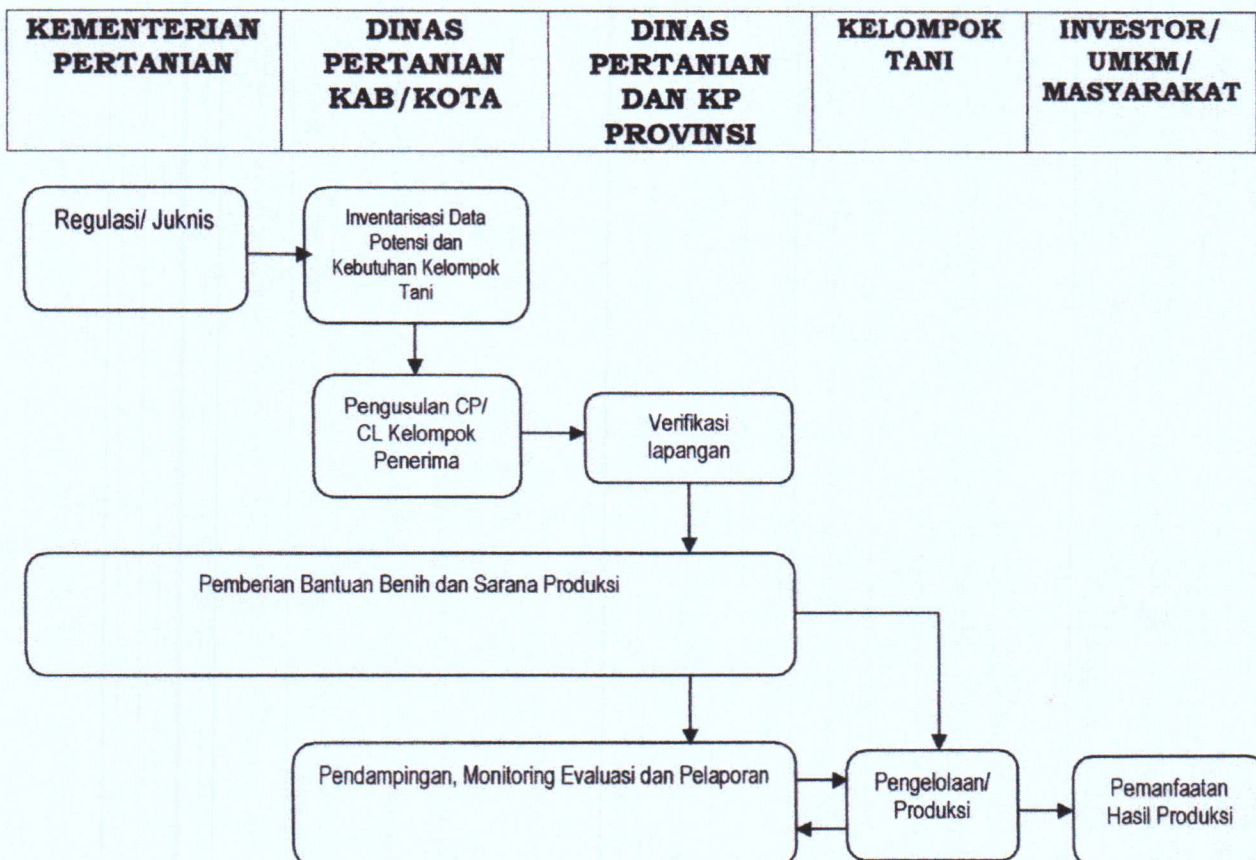 KEMENTERIAN
PERTANIAN
DINAS
PERTANIAN
KAB/KOTA
DINAS
PERTANIAN
DAN KP
PROVINSI
KELOMPOK
TANI
INVESTOR/
UMKM/
MASYARAKAT
Regulasi/ Juknis
Inventarisasi Data
Potensi dan
Kebutuhan Kelompok
Tani
Pengusulan CP/
CL Kelompok
Penerima
Verifikasi
lapangan
Pemberian Bantuan Benih dan Sarana Produksi
Pendampingan, Monitoring Evaluasi dan Pelaporan
Pengelolaan/
Produksi
Pemanfaatan
Hasil Produksi